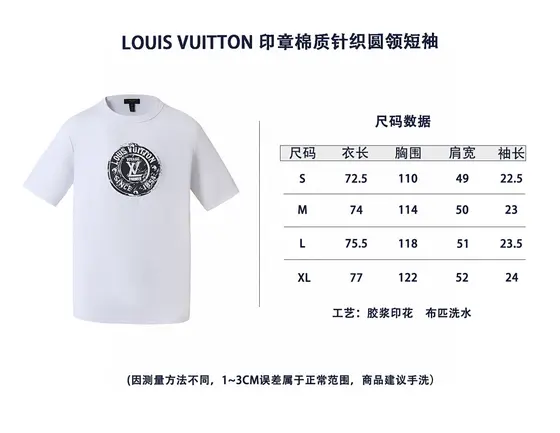 LOUIS VUITTON 印章棉质针织圆领短袖
LOUIS VUITTON
LV
SINCE 1854
尺码数据
尺码 衣长 胸围 肩宽 袖长
S 72.5 110 49 22.5
M 74 114 50 23
L 75.5 118 51 23.5
XL 77 122 52 24
工艺：胶浆印花 布匹洗水
(因测量方法不同，1~3CM误差属于正常范围，商品建议手洗)